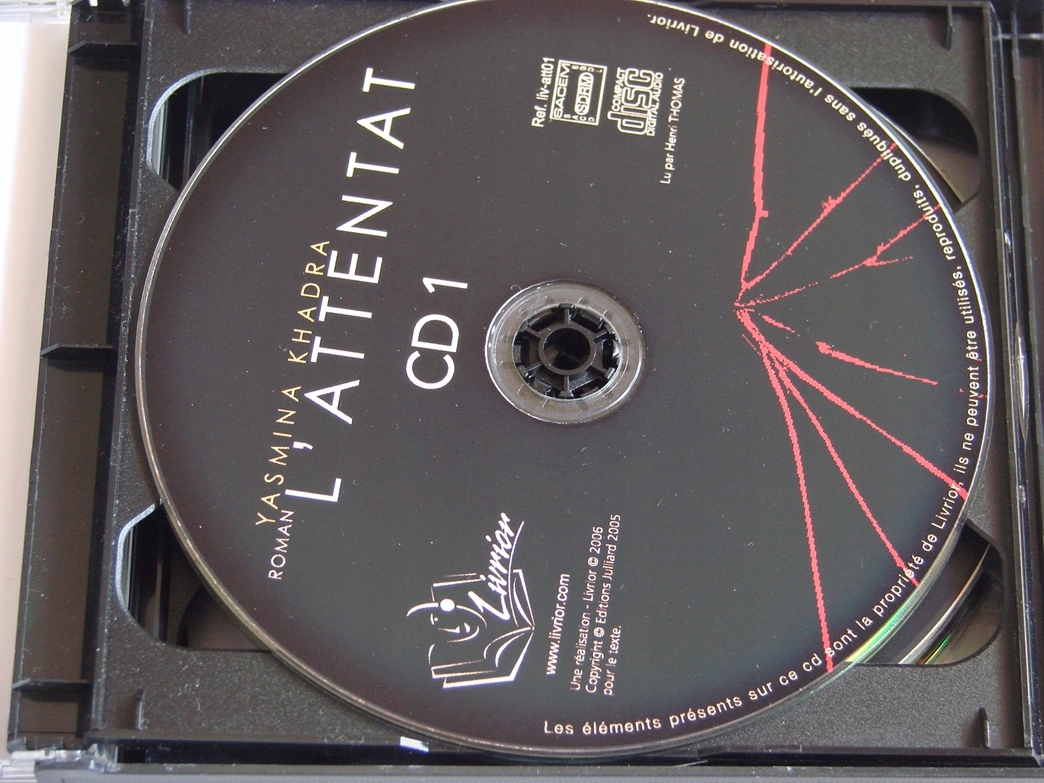 YASMINA KHADRA
ROMAN
L'ATTENTAT
CD 1
Ref. liv-att01
SACEM
SDRM
SACD
COMPACT
disc
DIGITAL AUDIO
Lu par Henri THOMAS
Livrior
www.livrior.com
Une réalisation - Livrior © 2006
Copyright © Editions Julliard 2005
pour le texte.
Les éléments présents sur ce cd sont la propriété de Livrior, ils ne peuvent être utilisés, reproduits, dupliqués sans l'autorisation de Livrior.